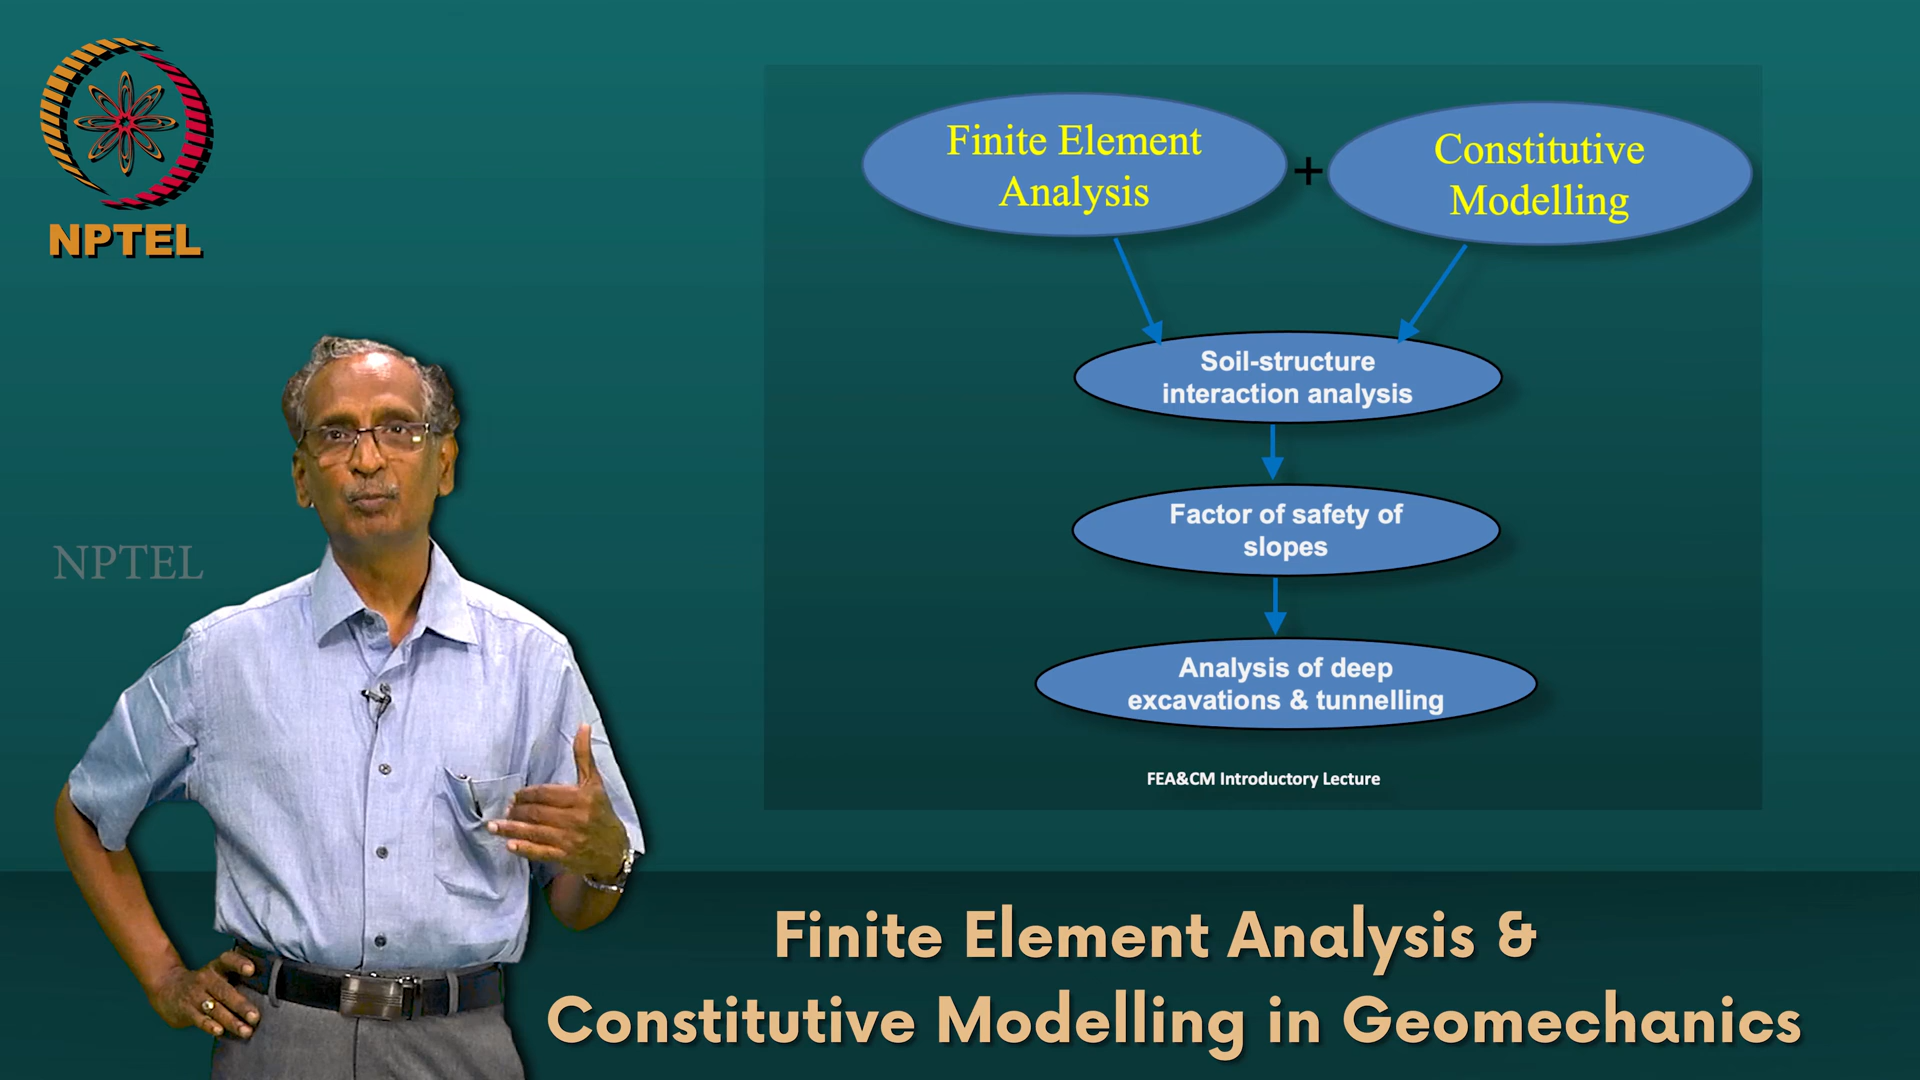 NPTEL
Finite Element
Analysis
+
Constitutive
Modelling
Soil-structure
interaction analysis
Factor of safety of
slopes
Analysis of deep
excavations & tunnelling
FEA&CM Introductory Lecture
NPTEL
Finite Element Analysis &
Constitutive Modelling in Geomechanics